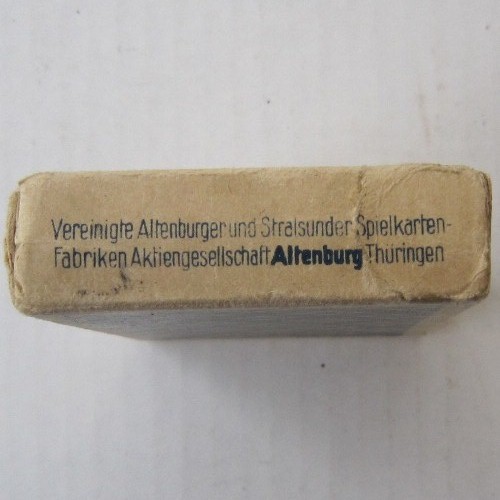 Vereinigte Altenburger und Stralsunder Spielkarten-
Fabriken Aktiengesellschaft Altenburg Thüringen